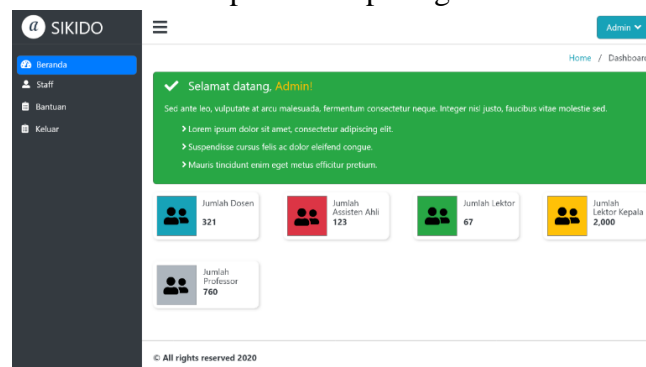 SIKIDO
Admin
Home / Dashboard
Beranda
Staff
Bantuan
Keluar
Selamat datang, Admin!
Sed ante leo, vulputate at arcu malesuada, fermentum consectetur neque. Integer nisi justo, faucibus vitae molestie sed.
Lorem ipsum dolor sit amet, consectetur adipiscing elit.
Suspendisse cursus felis ac dolor eleifend congue.
Mauris tincidunt enim eget metus efficitur pretium.
Jumlah Dosen
321
Jumlah
Assisten Ahli
123
Jumlah Lektor
67
Jumlah
Lektor Kepala
2,000
Jumlah
Professor
760
© All rights reserved 2020